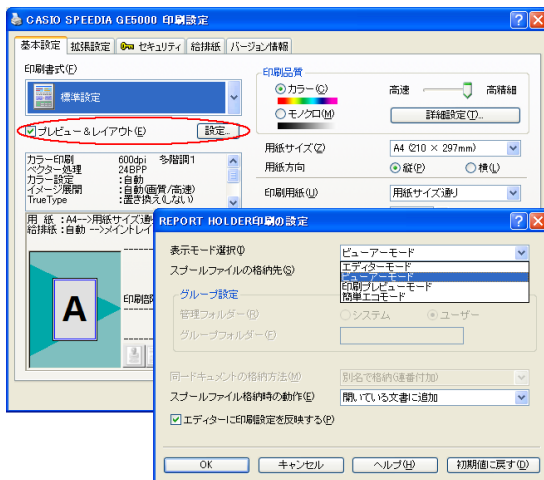 CASIO SPEEDIA GE5000 印刷設定
基本設定 拡張設定 セキュリティ 給排紙 バージョン情報
印刷書式(F)
標準設定
プレビュー&レイアウト(E) 設定...
カラー印刷 600dpi 多階調1
ベクター処理 24BPP
カラー設定 :自動
イメージ展開 :自動(画質/高速)
TrueType :置き換え(しない)
用 紙 :A4-->用紙サイズ通り
給排紙 :自動 -->メイントレイ
A
印刷品質
カラー(C) 高速 高精細
モノクロ(M) 詳細設定(T)...
用紙サイズ(Z) A4 (210 × 297mm)
用紙方向 縦(P) 横(L)
印刷用紙(U) 用紙サイズ通り
REPORT HOLDER印刷の設定
表示モード選択(I) ビューアーモード
エディターモード
ビューアーモード
印刷プレビューモード
簡単エコモード
スプールファイルの格納先(S)
グループ設定
管理フォルダー(R) システム ユーザー
グループフォルダー(F)
同一ドキュメントの格納方法(M) 別名で格納(連番付加)
スプールファイル格納時の動作(E) 開いている文書に追加
エディターに印刷設定を反映する(P)
OK キャンセル ヘルプ(H) 初期値に戻す(D)